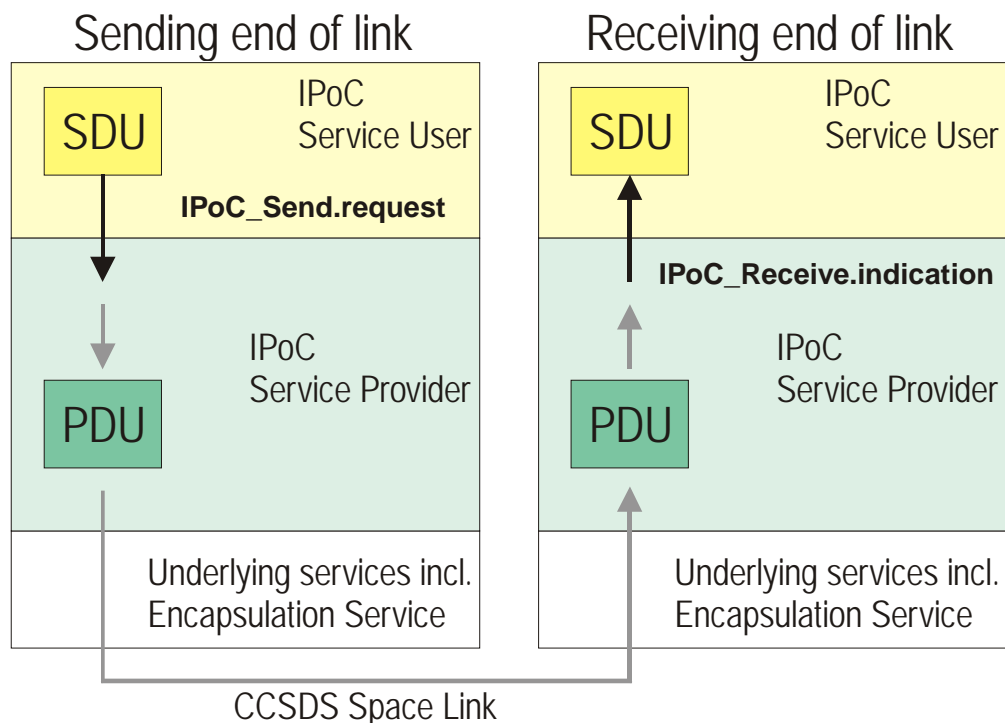 Sending end of link
IPoC
Service User
SDU
IPoC_Send.request
IPoC
Service Provider
PDU
Underlying services incl.
Encapsulation Service
Receiving end of link
IPoC
Service User
SDU
IPoC_Receive.indication
IPoC
Service Provider
PDU
Underlying services incl.
Encapsulation Service
CCSDS Space Link